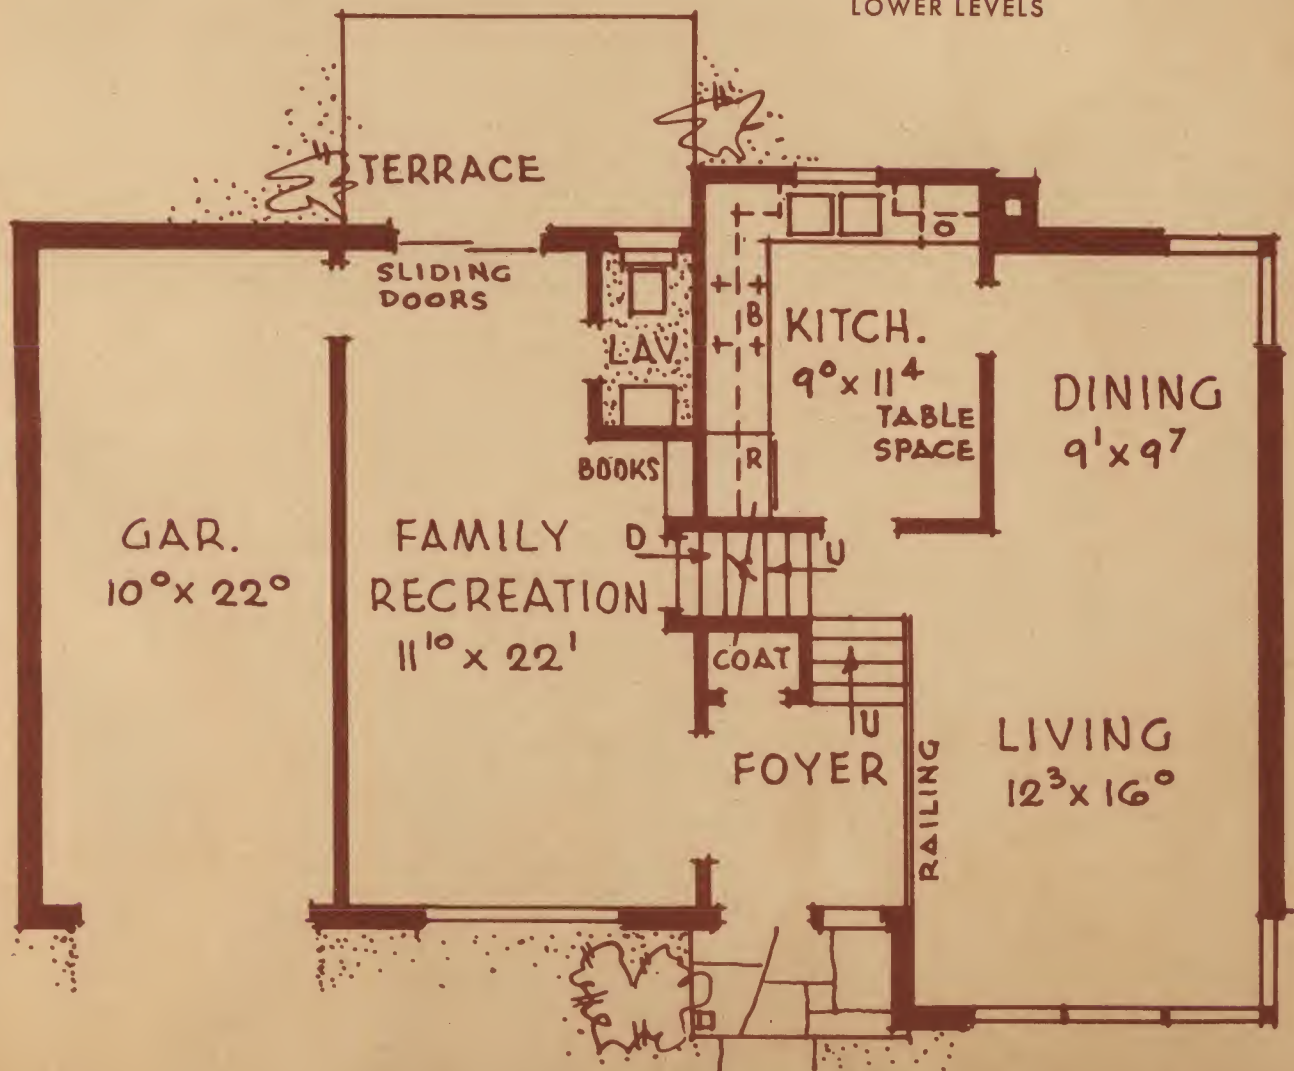 LOWER LEVELS
TERRACE
SLIDING
DOORS
LAV
O
B
KITCH.
9⁰ x 11⁴
TABLE
SPACE
DINING
9¹ x 9⁷
BOOKS
R
GAR.
10⁰ x 22⁰
FAMILY
RECREATION
11¹⁰ x 22¹
D
U
COAT
U
FOYER
RAILING
LIVING
12³ x 16⁰